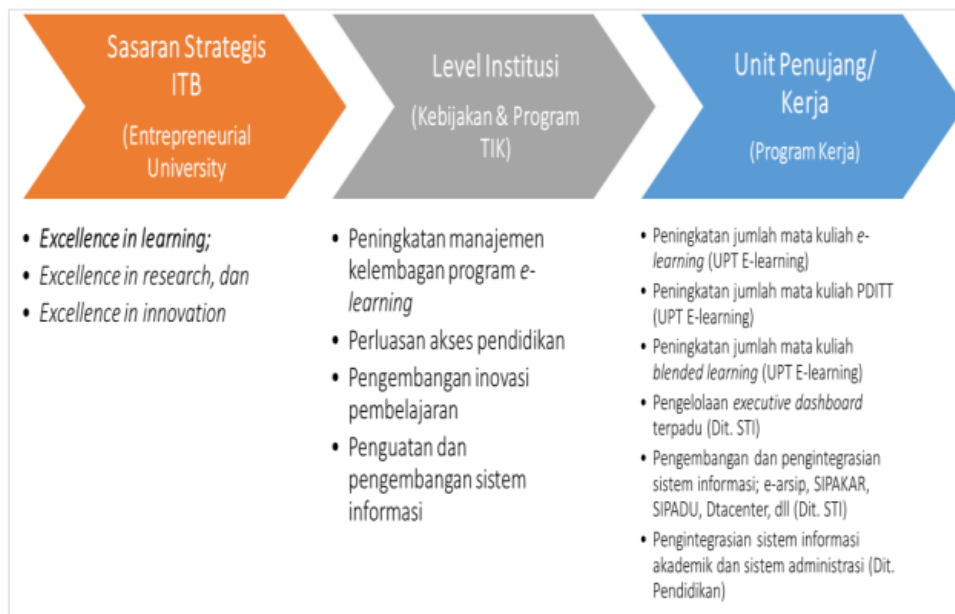 Sasaran Strategis
ITB
(Entrepreneurial
University
Level Institusi
(Kebijakan & Program
TIK)
Unit Penujang/
Kerja
(Program Kerja)
• Excellence in learning;
• Excellence in research, dan
• Excellence in innovation
• Peningkatan manajemen
kelembagan program e-
learning
• Perluasan akses pendidikan
• Pengembangan inovasi
pembelajaran
• Penguatan dan
pengembangan sistem
informasi
• Peningkatan jumlah mata kuliah e-
learning (UPT E-learning)
• Peningkatan jumlah mata kuliah PDITT
(UPT E-learning)
• Peningkatan jumlah mata kuliah
blended learning (UPT E-learning)
• Pengelolaan executive dashboard
terpadu (Dit. STI)
• Pengembangan dan pengintegrasian
sistem informasi; e-arsip, SIPAKAR,
SIPADU, Dtacenter, dll (Dit. STI)
• Pengintegrasian sistem informasi
akademik dan sistem administrasi (Dit.
Pendidikan)